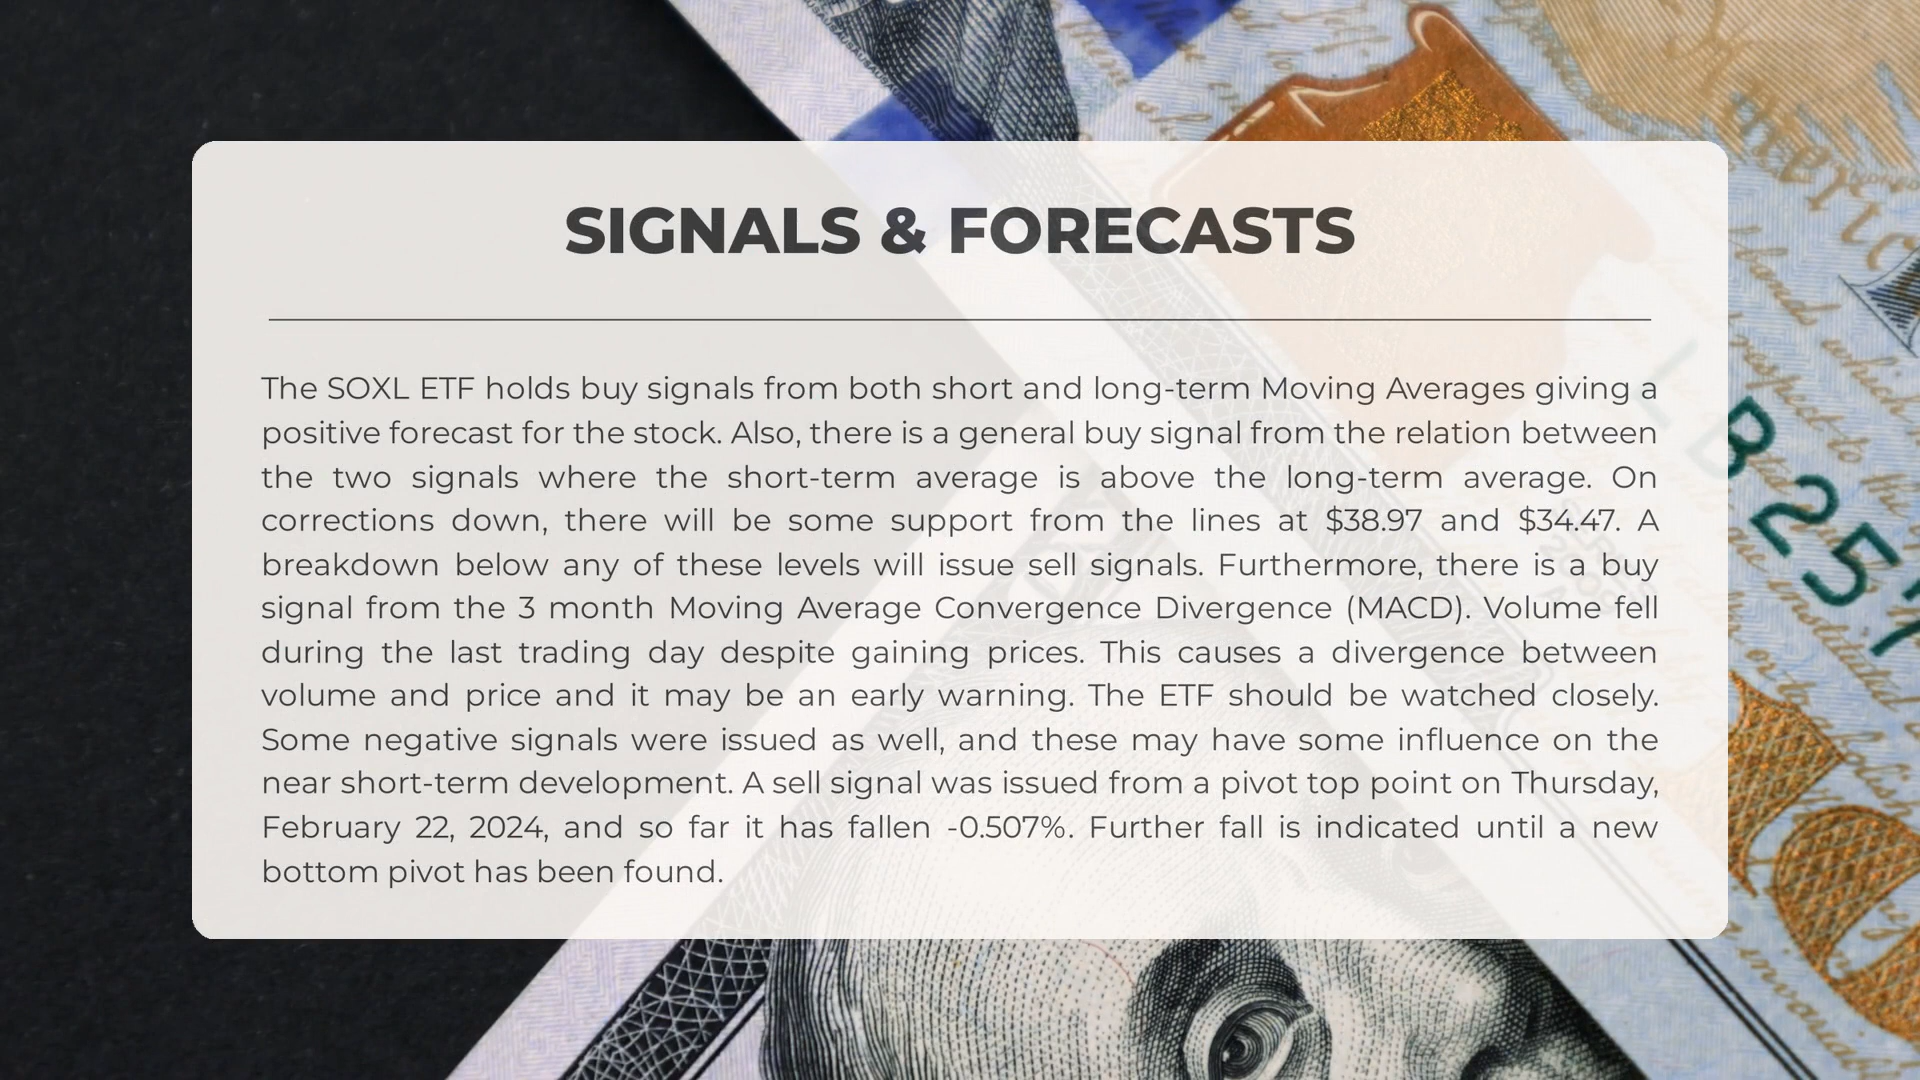 SIGNALS & FORECASTS
The SOXL ETF holds buy signals from both short and long-term Moving Averages giving a
positive forecast for the stock. Also, there is a general buy signal from the relation between
the two signals where the short-term average is above the long-term average. On
corrections down, there will be some support from the lines at $38.97 and $34.47. A
breakdown below any of these levels will issue sell signals. Furthermore, there is a buy
signal from the 3 month Moving Average Convergence Divergence (MACD). Volume fell
during the last trading day despite gaining prices. This causes a divergence between
volume and price and it may be an early warning. The ETF should be watched closely.
Some negative signals were issued as well, and these may have some influence on the
near short-term development. A sell signal was issued from a pivot top point on Thursday,
February 22, 2024, and so far it has fallen -0.507%. Further fall is indicated until a new
bottom pivot has been found.
LB257